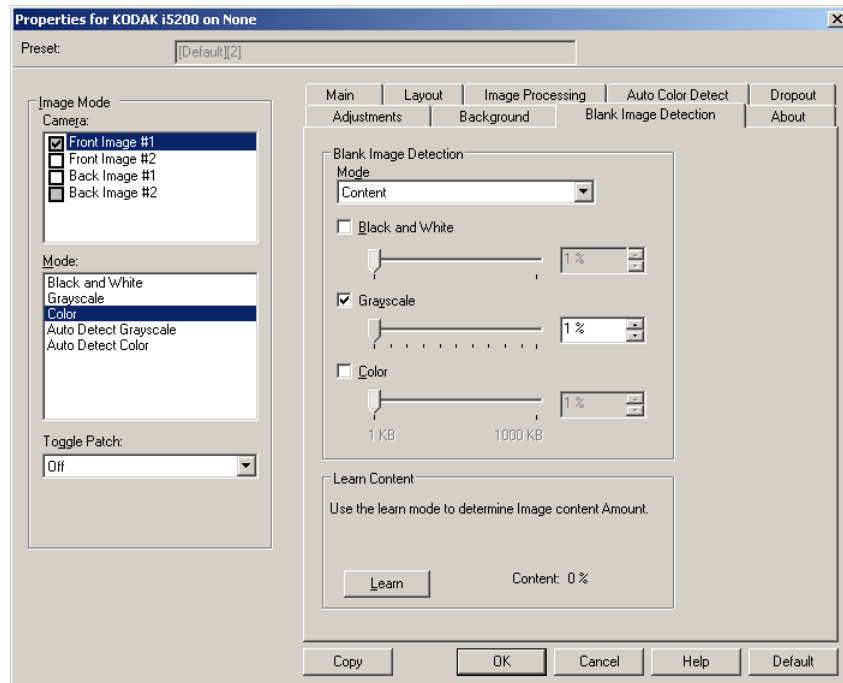 Properties for KODAK i5200 on None
Preset:
[Default][2]
Image Mode
Camera:
Front Image #1
Front Image #2
Back Image #1
Back Image #2
Mode:
Black and White
Grayscale
Color
Auto Detect Grayscale
Auto Detect Color
Toggle Patch:
Off
Main
Layout
Image Processing
Auto Color Detect
Dropout
Adjustments
Background
Blank Image Detection
About
Blank Image Detection
Mode
Content
Black and White
1 %
Grayscale
1 %
Color
1 %
1 KB
1000 KB
Learn Content
Use the learn mode to determine Image content Amount.
Learn
Content: 0 %
Copy
OK
Cancel
Help
Default